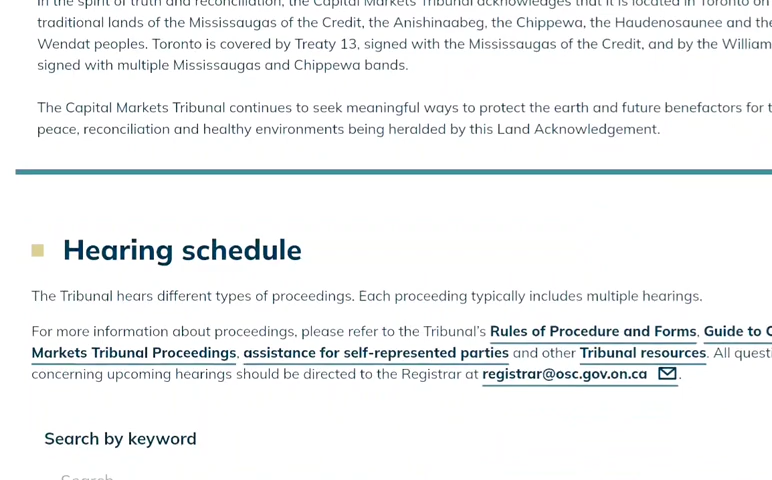 In the spirit of truth and reconciliation, the Capital Markets Tribunal acknowledges that it is located in Toronto on
traditional lands of the Mississaugas of the Credit, the Anishinaabeg, the Chippewa, the Haudenosaunee and the
Wendat peoples. Toronto is covered by Treaty 13, signed with the Mississaugas of the Credit, and by the William
signed with multiple Mississaugas and Chippewa bands.
The Capital Markets Tribunal continues to seek meaningful ways to protect the earth and future benefactors for t
peace, reconciliation and healthy environments being heralded by this Land Acknowledgement.
Hearing schedule
The Tribunal hears different types of proceedings. Each proceeding typically includes multiple hearings.
For more information about proceedings, please refer to the Tribunal's Rules of Procedure and Forms, Guide to C
Markets Tribunal Proceedings, assistance for self-represented parties and other Tribunal resources. All questi
concerning upcoming hearings should be directed to the Registrar at registrar@osc.gov.on.ca.
Search by keyword
Search